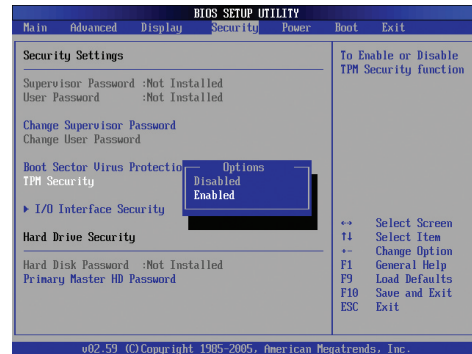 BIOS SETUP UTILITY
Main Advanced Display Security Power Boot Exit
Security Settings
Supervisor Password :Not Installed
User Password :Not Installed
Change Supervisor Password
Change User Password
Boot Sector Virus Protectio
TPM Security
▶ I/O Interface Security
Hard Drive Security
Hard Disk Password :Not Installed
Primary Master HD Password
Options
Disabled
Enabled
To Enable or Disable
TPM Security function
↔ Select Screen
↑↓ Select Item
+- Change Option
F1 General Help
F9 Load Defaults
F10 Save and Exit
ESC Exit
v02.59 (C)Copyright 1985-2005, American Megatrends, Inc.